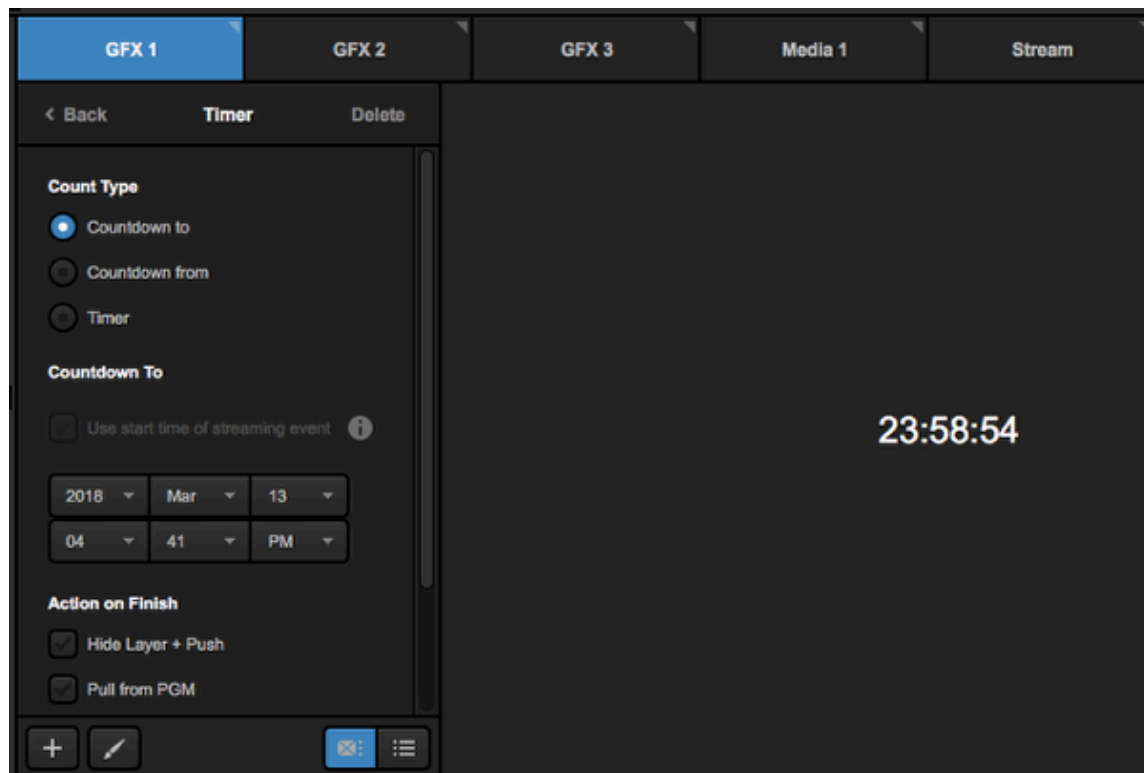 GFX 1 GFX 2 GFX 3 Media 1 Stream
< Back Timer Delete
Count Type
Countdown to
Countdown from
Timer
Countdown To
Use start time of streaming event
23:58:54
2018 Mar 13
04 41 PM
Action on Finish
Hide Layer + Push
Pull from PGM